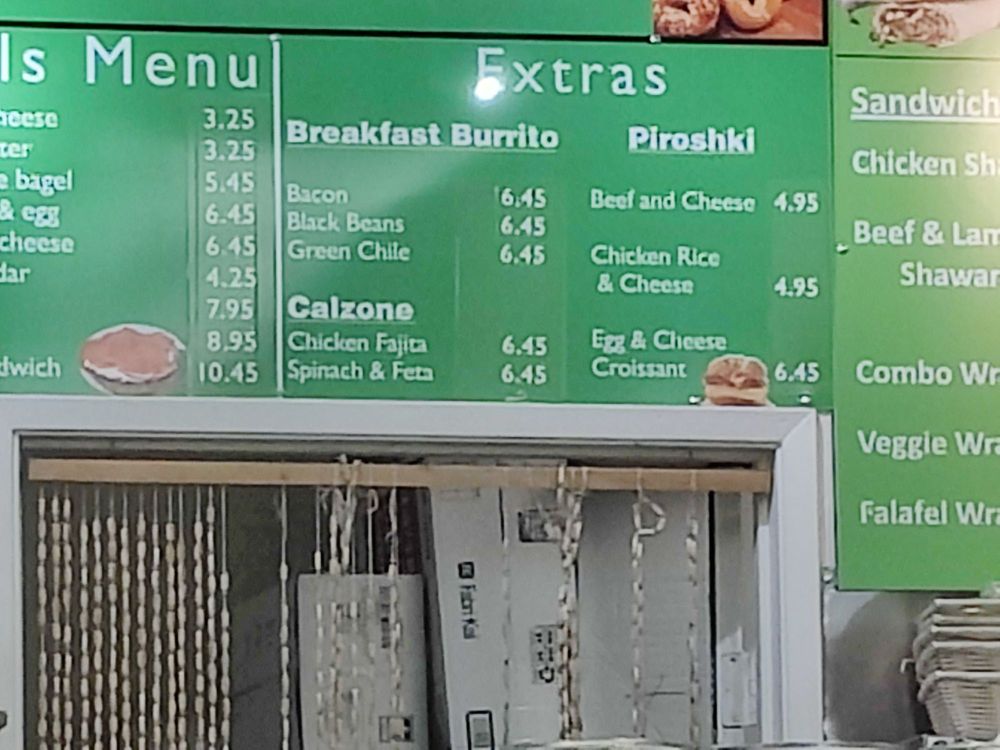 ls Menu
heese 3.25
ter 3.25
e bagel 5.45
& egg 6.45
cheese 6.45
dar 4.25
7.95
8.95
dwich 10.45
Extras
Breakfast Burrito
Bacon 6.45
Black Beans 6.45
Green Chile 6.45
Calzone
Chicken Fajita 6.45
Spinach & Feta 6.45
Piroshki
Beef and Cheese 4.95
Chicken Rice
& Cheese 4.95
Egg & Cheese
Croissant 6.45
Sandwich
Chicken Sha
Beef & Lam
Shawar
Combo Wr
Veggie Wra
Falafel Wra